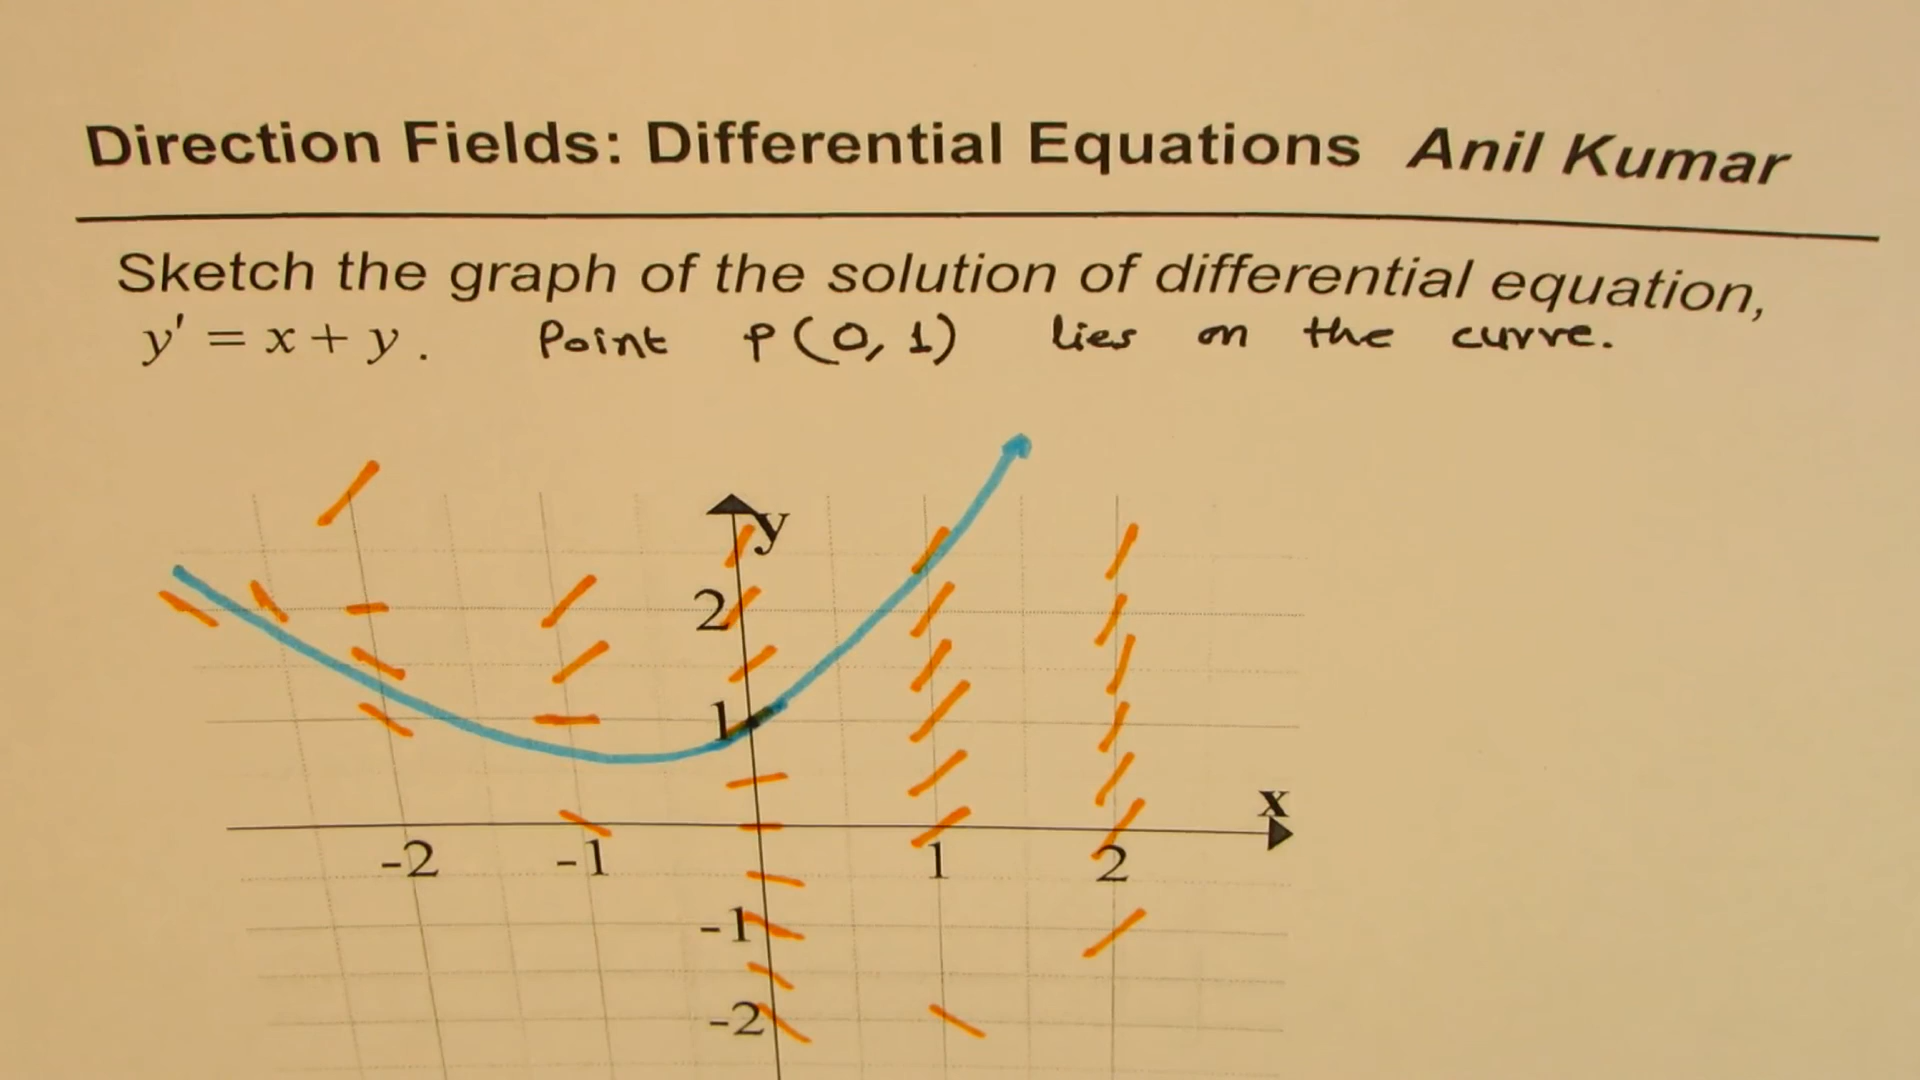 Direction Fields: Differential Equations Anil Kumar
Sketch the graph of the solution of differential equation,
y' = x + y . Point P(0, 1) lies on the curve.
y
2
1
x
-2 -1 1 2
-1
-2